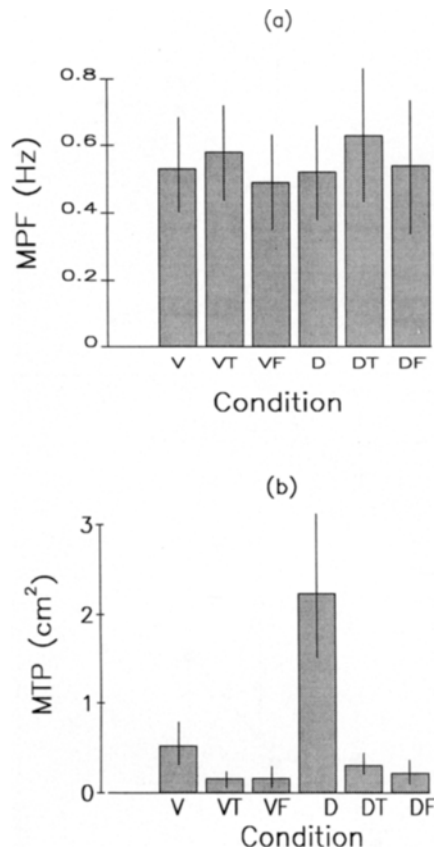 (a)
0.8
0.6
0.4
0.2
0
MPF (Hz)
V VT VF D DT DF
Condition
(b)
3
2
1
0
MTP (cm²)
V VT VF D DT DF
Condition